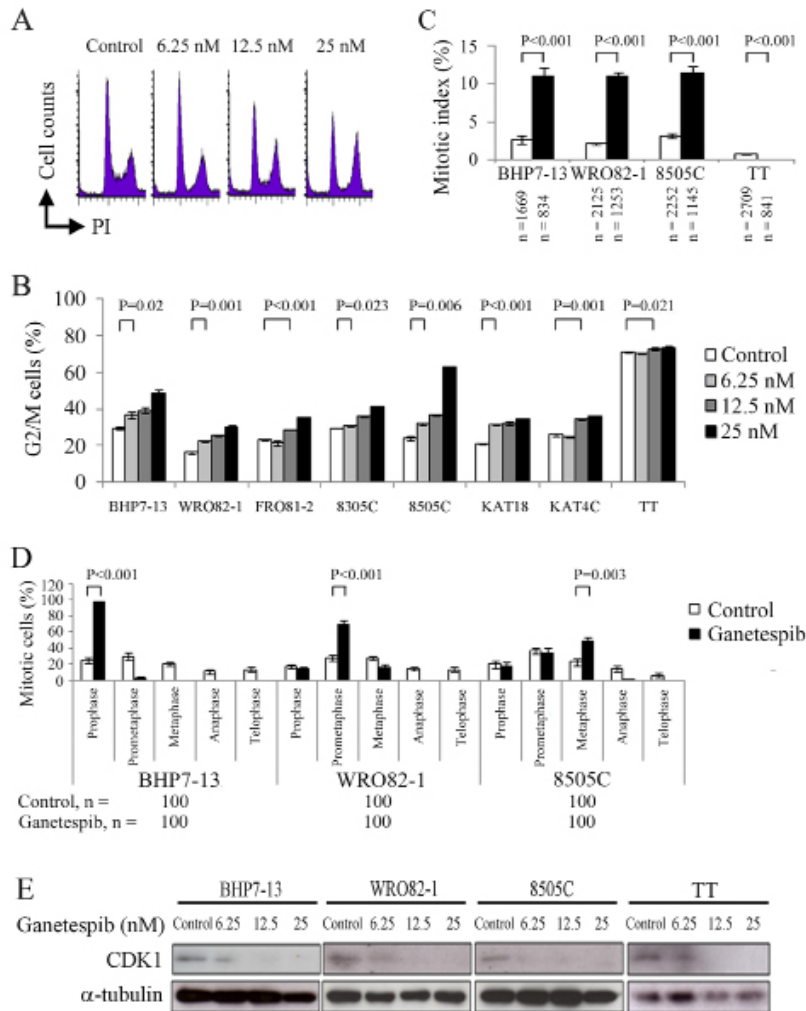 A
Control 6.25 nM 12.5 nM 25 nM
Cell counts
PI
C
P<0.001 P<0.001 P<0.001 P<0.001
Mitotic index (%)
15
10
5
0
BHP7-13 WRO82-1 8505C TT
n =1669
n = 834
n = 2125
n = 1253
n = 2252
n = 1145
n = 2709
n = 841
B
P=0.02 P=0.001 P<0.001 P=0.023 P=0.006 P<0.001 P=0.001 P=0.021
G2/M cells (%)
100
80
60
40
20
0
BHP7-13 WRO82-1 FRO81-2 8305C 8505C KAT18 KAT4C TT
Control
6.25 nM
12.5 nM
25 nM
D
P<0.001 P<0.001 P=0.003
Mitotic cells (%)
120
100
80
60
40
20
0
Control
Ganetespib
Prophase Prometaphase Metaphase Anaphase Telophase Prophase Prometaphase Metaphase Anaphase Telophase Prophase Prometaphase Metaphase Anaphase Telophase
BHP7-13 WRO82-1 8505C
Control, n = 100 100 100
Ganetespib, n = 100 100 100
E
BHP7-13 WRO82-1 8505C TT
Ganetespib (nM) Control 6.25 12.5 25 Control 6.25 12.5 25 Control 6.25 12.5 25 Control 6.25 12.5 25
CDK1
α-tubulin